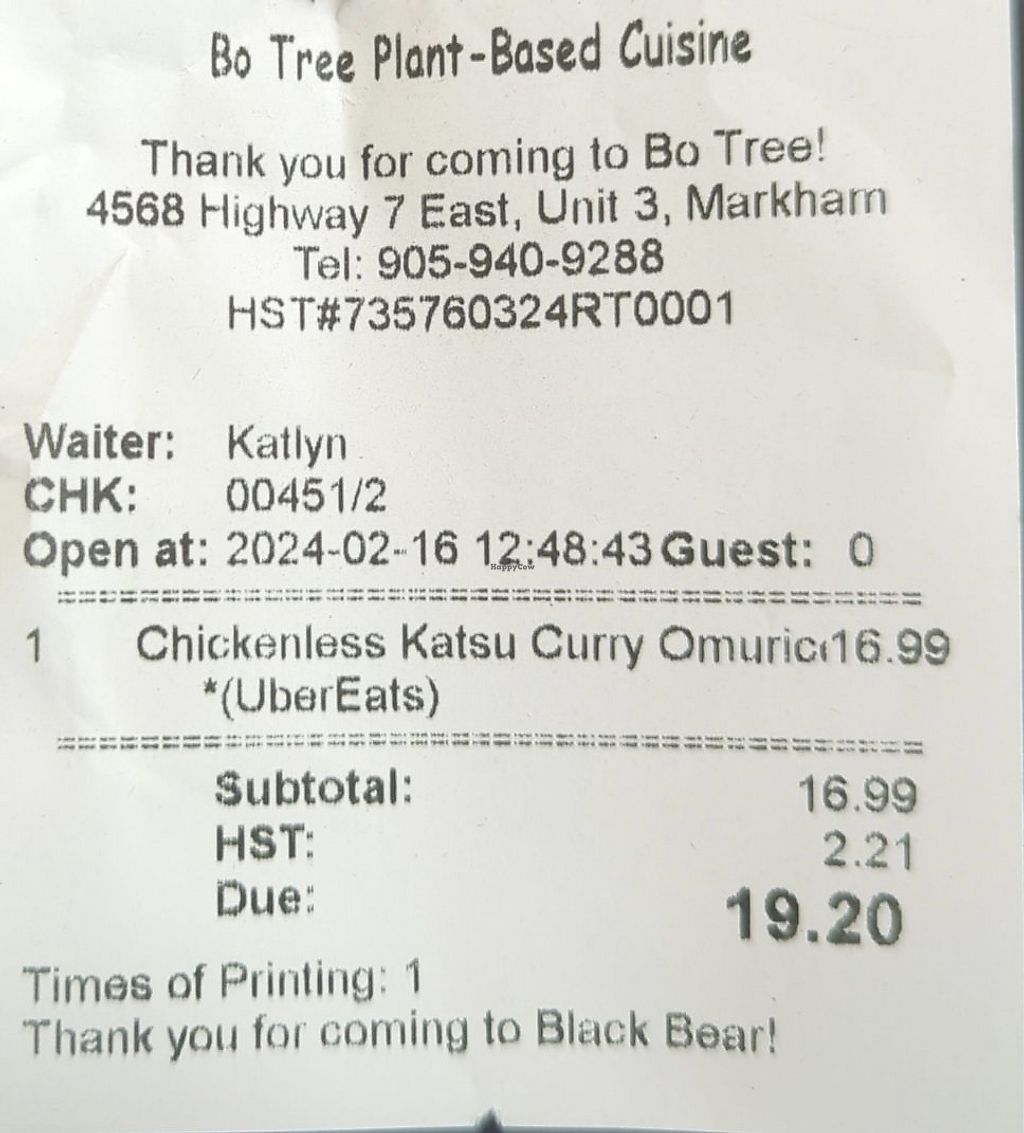 Bo Tree Plant-Based Cuisine
Thank you for coming to Bo Tree!
4568 Highway 7 East, Unit 3, Markham
Tel: 905-940-9288
HST#735760324RT0001
Waiter: Katlyn
CHK: 00451/2
Open at: 2024-02-16 12:48:43 Guest: 0
HappyCow
1 Chickenless Katsu Curry Omuric 16.99
*(UberEats)
Subtotal: 16.99
HST: 2.21
Due: 19.20
Times of Printing: 1
Thank you for coming to Black Bear!